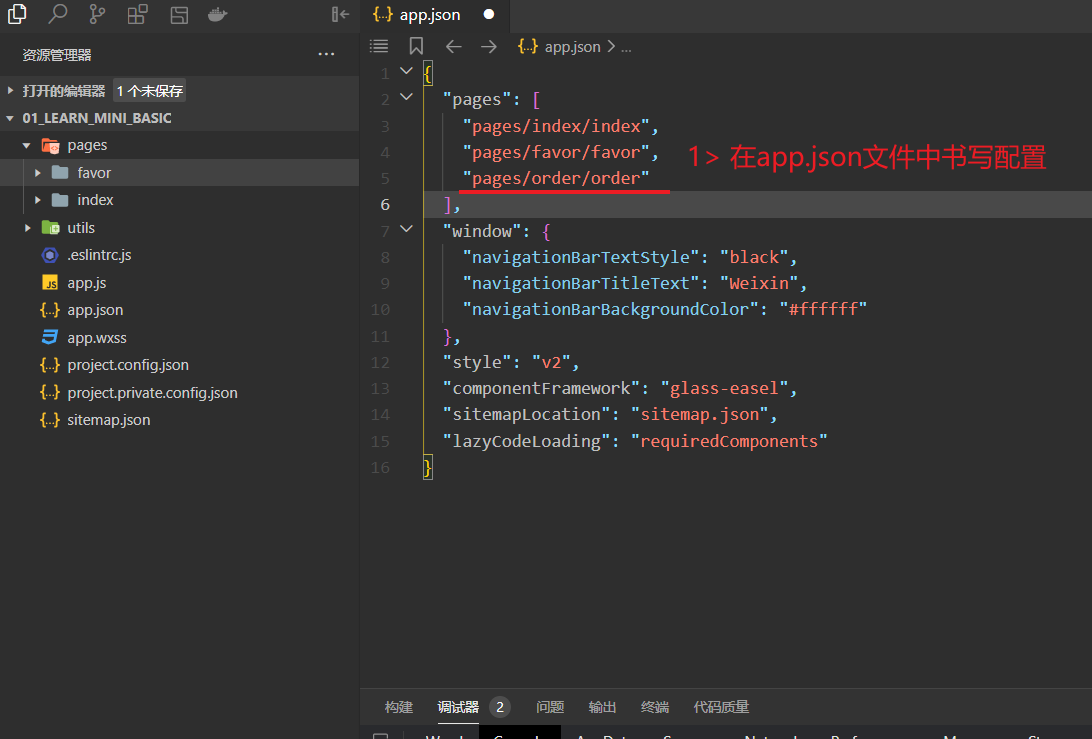 app.json
资源管理器
app.json > ...
打开的编辑器 1 个未保存
01_LEARN_MINI_BASIC
pages
favor
index
utils
.eslintrc.js
app.js
app.json
app.wxss
project.config.json
project.private.config.json
sitemap.json
1 {
2 "pages": [
3 "pages/index/index",
4 "pages/favor/favor",
5 "pages/order/order"
6 ],
7 "window": {
8 "navigationBarTextStyle": "black",
9 "navigationBarTitleText": "Weixin",
10 "navigationBarBackgroundColor": "#ffffff"
11 },
12 "style": "v2",
13 "componentFramework": "glass-easel",
14 "sitemapLocation": "sitemap.json",
15 "lazyCodeLoading": "requiredComponents"
16 }
1> 在app.json文件中书写配置
构建 调试器 2 问题 输出 终端 代码质量